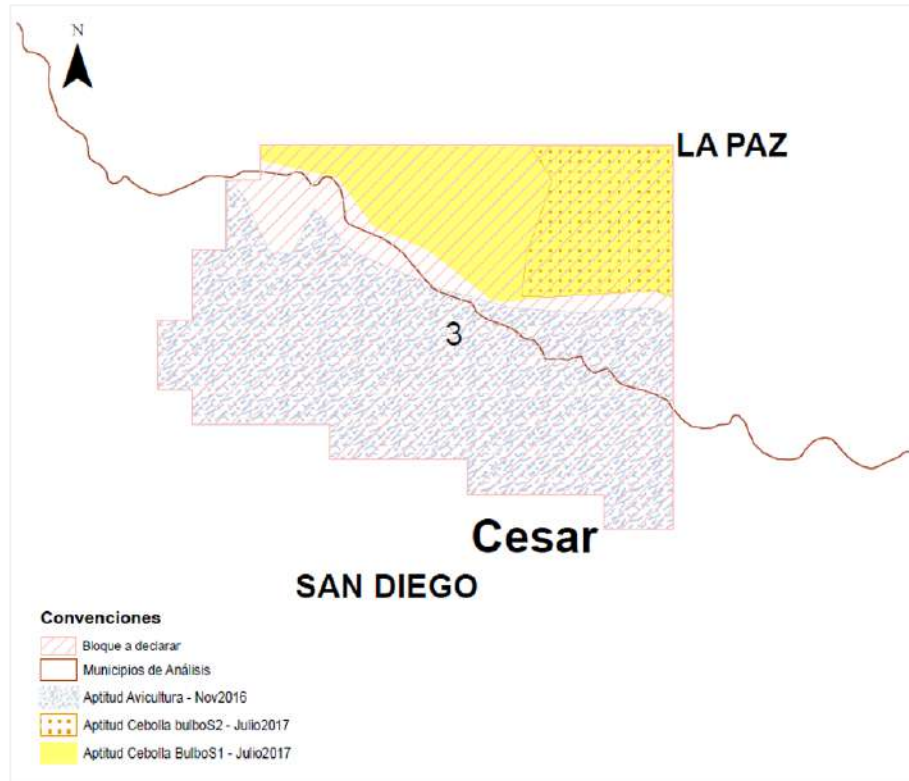 N
LA PAZ
3
Cesar
SAN DIEGO
Convenciones
Bloque a declarar
Municipios de Análisis
Aptitud Avicultura - Nov2016
Aptitud Cebolla bulboS2 - Julio2017
Aptitud Cebolla BulboS1 - Julio2017